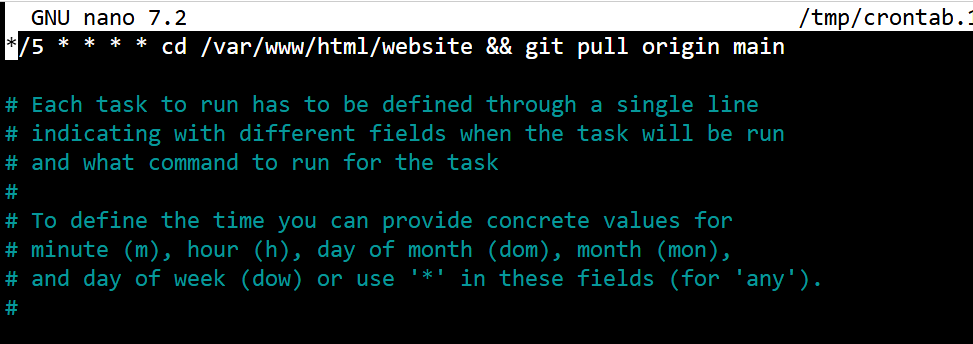 GNU nano 7.2 /tmp/crontab.1
*/5 * * * * cd /var/www/html/website && git pull origin main
# Each task to run has to be defined through a single line
# indicating with different fields when the task will be run
# and what command to run for the task
#
# To define the time you can provide concrete values for
# minute (m), hour (h), day of month (dom), month (mon),
# and day of week (dow) or use '*' in these fields (for 'any').
#